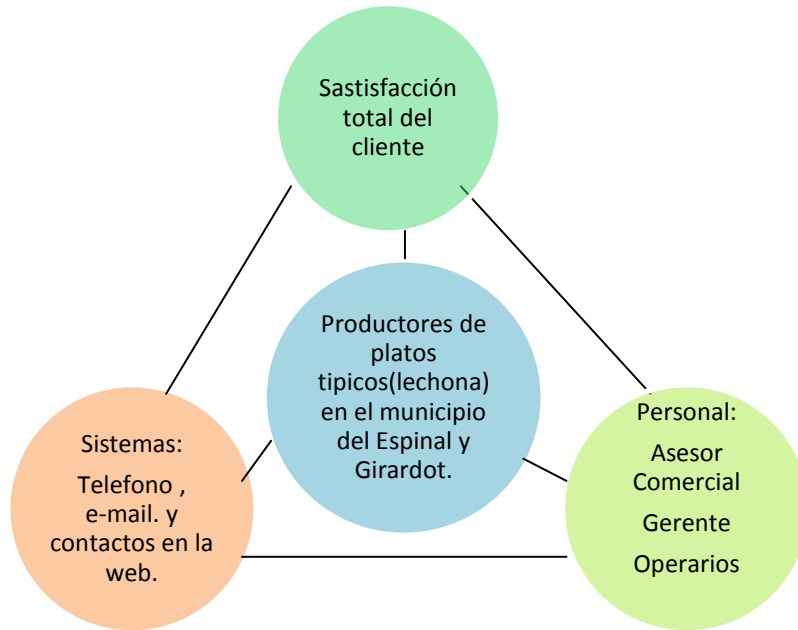 Sastisfacción
total del
cliente
Productores de
platos
tipicos(lechona)
en el municipio
del Espinal y
Girardot.
Sistemas:
Telefono ,
e-mail. y
contactos en la
web.
Personal:
Asesor
Comercial
Gerente
Operarios